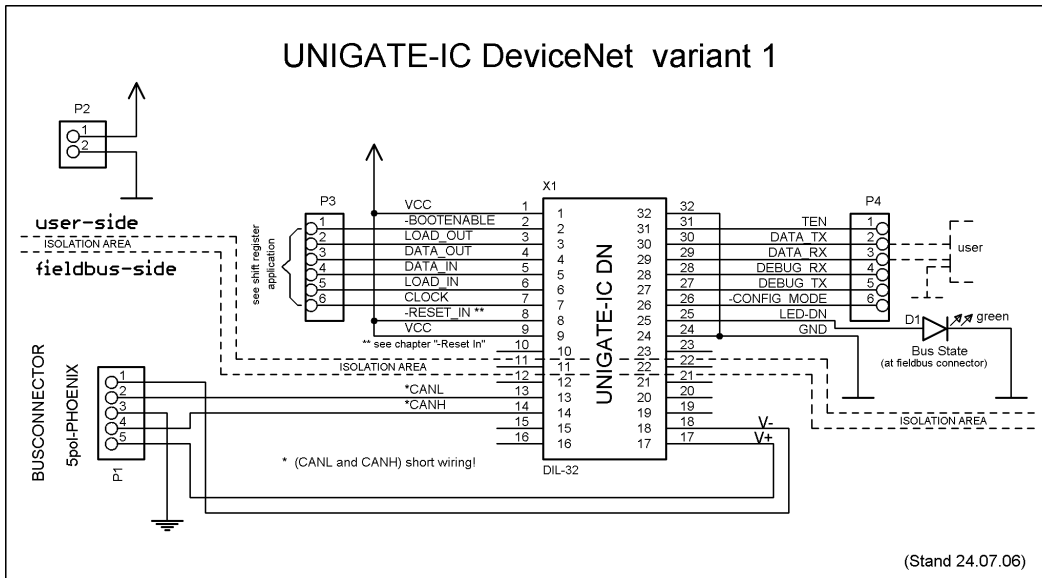 UNIGATE-IC DeviceNet variant 1
P2
1
2
user-side
ISOLATION AREA
fieldbus-side
P3
1
2
3
4
5
6
see shift register
application
VCC
-BOOTENABLE
LOAD_OUT
DATA_OUT
DATA_IN
LOAD_IN
CLOCK
-RESET_IN **
VCC
** see chapter "-Reset In"
ISOLATION AREA
*CANL
*CANH
* (CANL and CANH) short wiring!
X1
1
2
3
4
5
6
7
8
9
10
11
12
13
14
15
16
1
2
3
4
5
6
7
8
9
10
11
12
13
14
15
16
UNIGATE-IC DN
32
31
30
29
28
27
26
25
24
23
22
21
20
19
18
17
32
31
30
29
28
27
26
25
24
23
22
21
20
19
18
17
DIL-32
TEN
DATA_TX
DATA_RX
DEBUG_RX
DEBUG_TX
-CONFIG_MODE
LED-DN
GND
P4
1
2
3
4
5
6
user
D1
green
Bus State
(at fieldbus connector)
ISOLATION AREA
V-
V+
BUSCONNECTOR
5pol-PHOENIX
1
2
3
4
5
P1
(Stand 24.07.06)